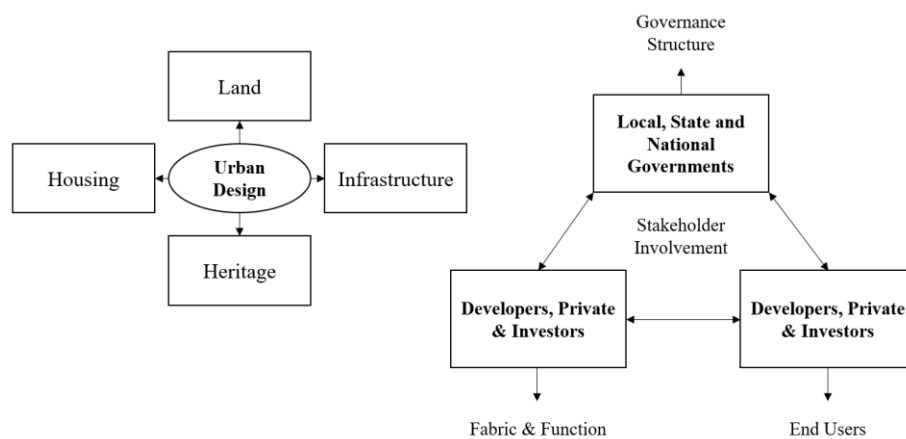 Land
Housing
Urban
Design
Infrastructure
Heritage
Governance
Structure
Local, State and
National
Governments
Stakeholder
Involvement
Developers, Private
& Investors
Developers, Private
& Investors
Fabric & Function
End Users